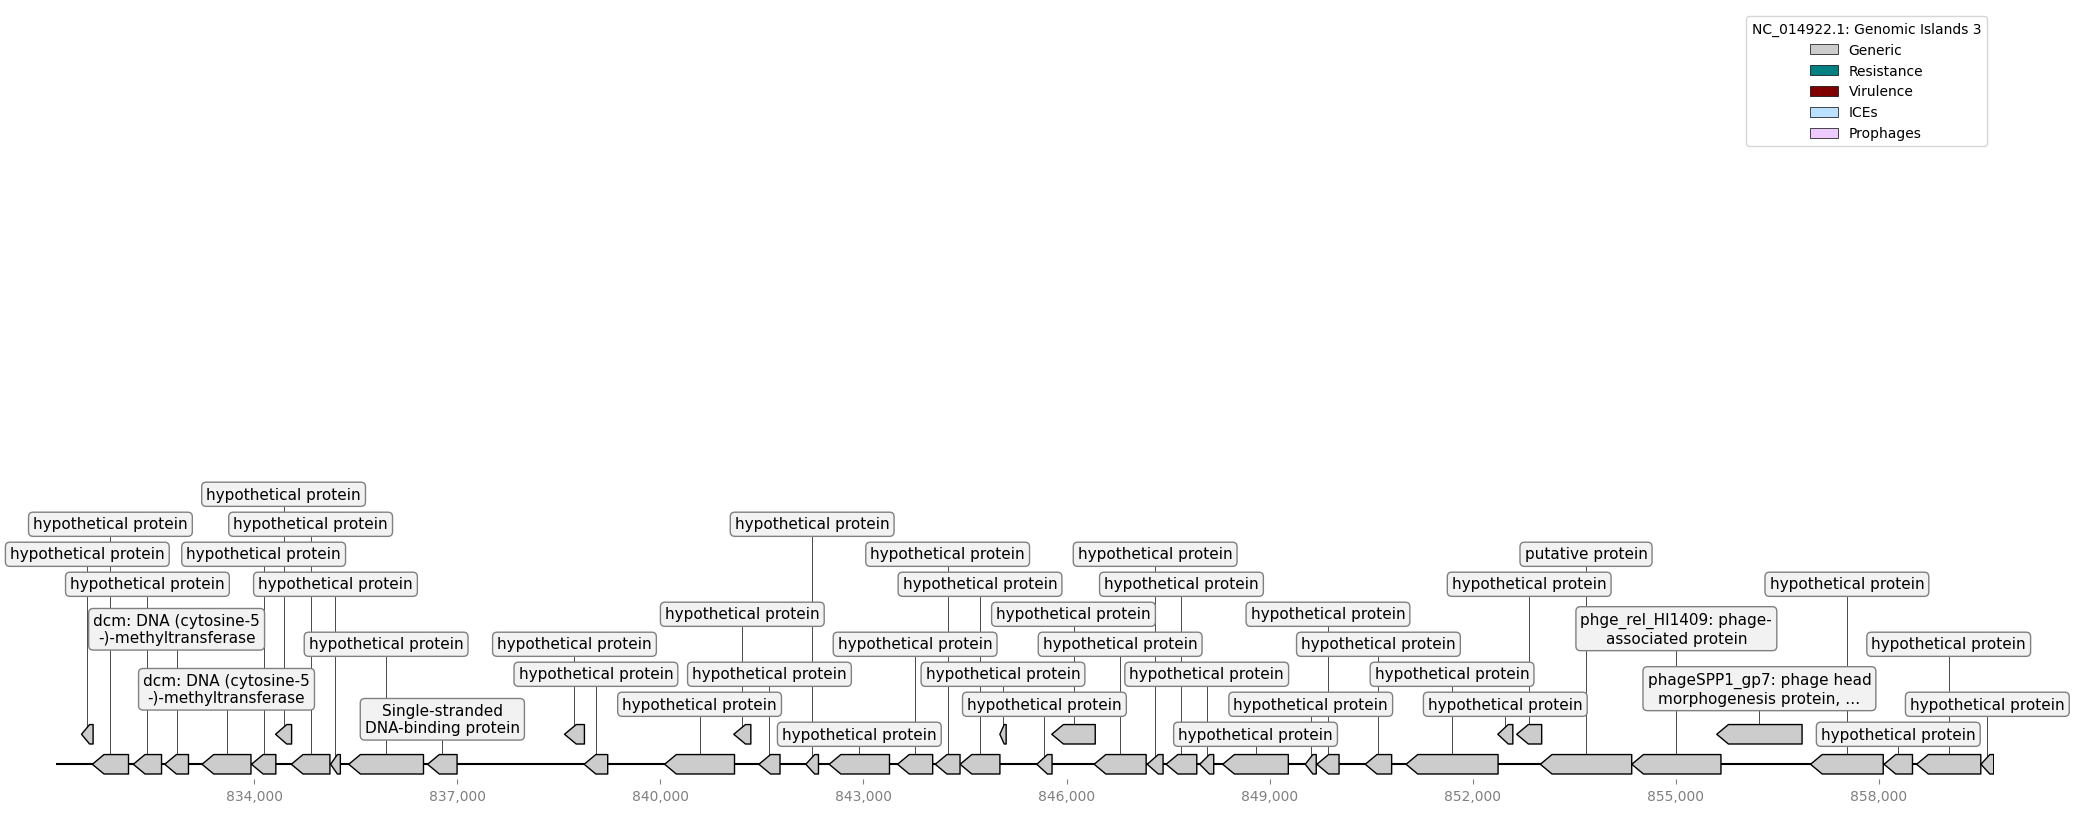 NC_014922.1: Genomic Islands 3
Generic
Resistance
Virulence
ICEs
Prophages
hypothetical protein
hypothetical protein
hypothetical protein
hypothetical protein
hypothetical protein
hypothetical protein
hypothetical protein
hypothetical protein
hypothetical protein
putative protein
hypothetical protein
hypothetical protein
hypothetical protein
hypothetical protein
hypothetical protein
hypothetical protein
hypothetical protein
dcm: DNA (cytosine-5
-)-methyltransferase
hypothetical protein
hypothetical protein
hypothetical protein
phge_rel_HI1409: phage-
associated protein
hypothetical protein
hypothetical protein
hypothetical protein
hypothetical protein
hypothetical protein
hypothetical protein
dcm: DNA (cytosine-5
-)-methyltransferase
hypothetical protein
hypothetical protein
hypothetical protein
hypothetical protein
hypothetical protein
phageSPP1_gp7: phage head
morphogenesis protein, ...
Single-stranded
DNA-binding protein
hypothetical protein
hypothetical protein
hypothetical protein
hypothetical protein
hypothetical protein
hypothetical protein
hypothetical protein
hypothetical protein
834,000
837,000
840,000
843,000
846,000
849,000
852,000
855,000
858,000